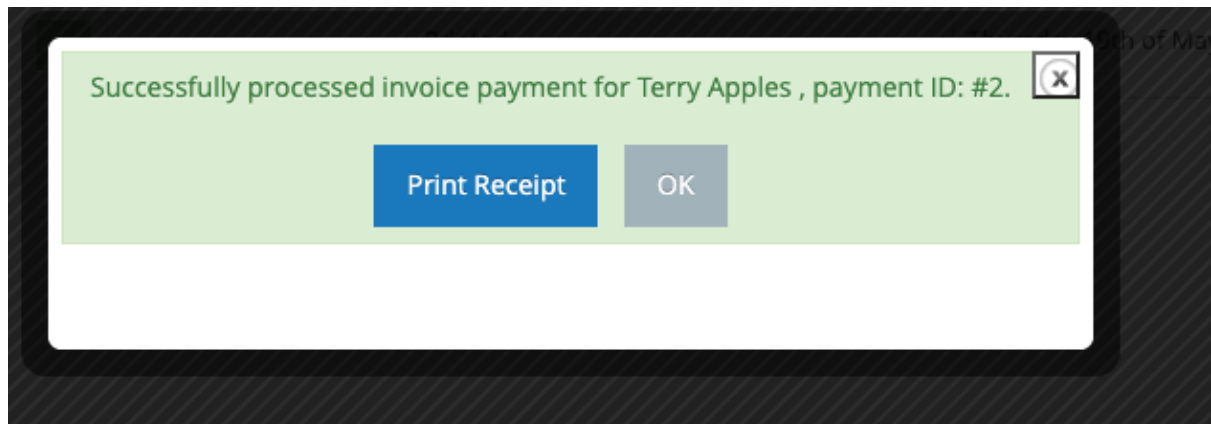 Successfully processed invoice payment for Terry Apples , payment ID: #2.
x
Print Receipt
OK